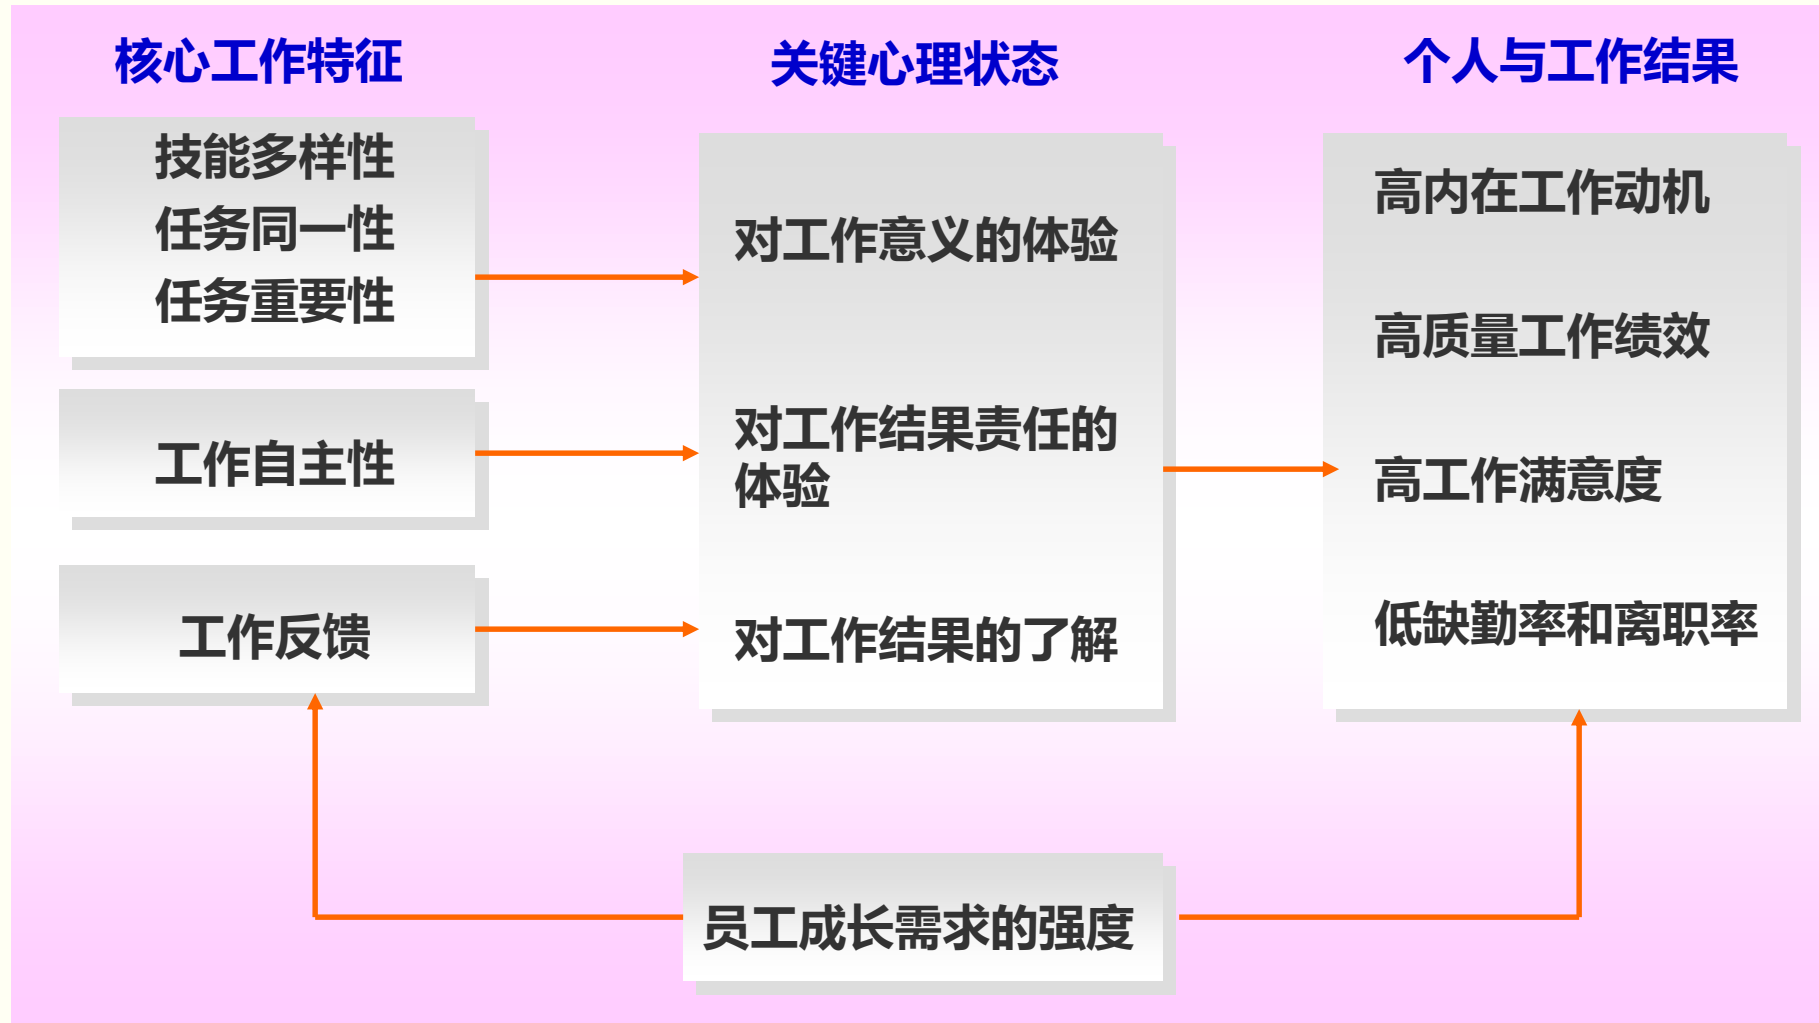 核心工作特征
关键心理状态
个人与工作结果
技能多样性
任务同一性
任务重要性
工作自主性
工作反馈
对工作意义的体验
对工作结果责任的
体验
对工作结果的了解
高内在工作动机
高质量工作绩效
高工作满意度
低缺勤率和离职率
员工成长需求的强度